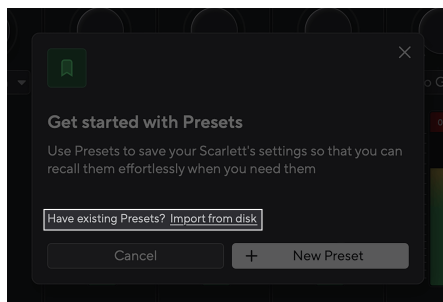 Get started with Presets
Use Presets to save your Scarlett's settings so that you can
recall them effortlessly when you need them
Have existing Presets? Import from disk
Cancel
+ New Preset